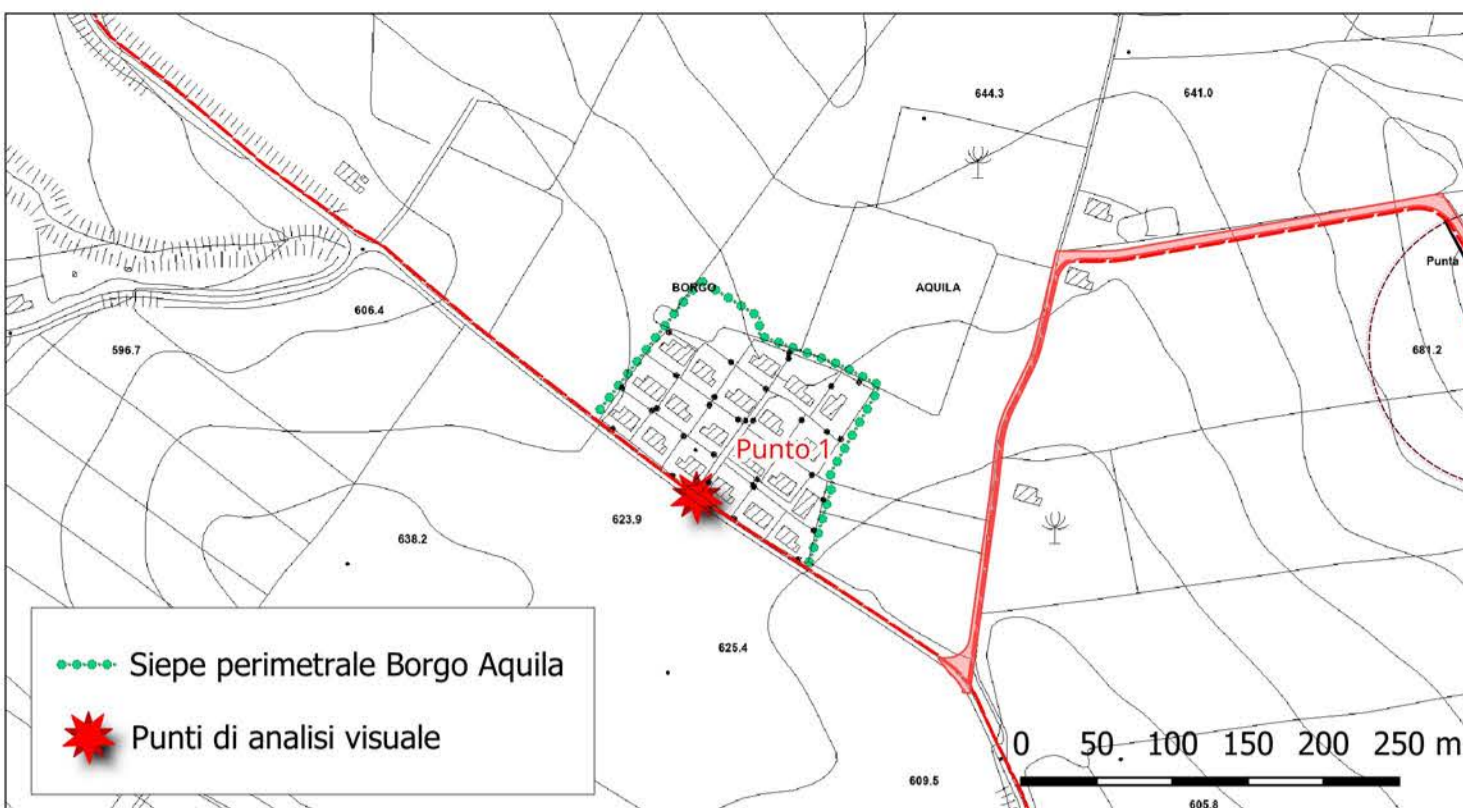 644.3
641.0
BORGO
AQUILA
Punta
606.4
596.7
681.2
Punto 1
623.9
638.2
625.4
Siepe perimetrale Borgo Aquila
Punti di analisi visuale
0 50 100 150 200 250 m
609.5
605.8